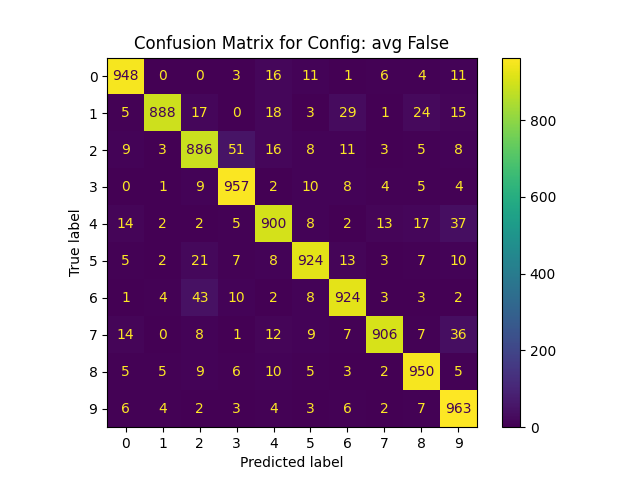 Confusion Matrix for Config: avg False
0 948 0 0 3 16 11 1 6 4 11
1 5 888 17 0 18 3 29 1 24 15
2 9 3 886 51 16 8 11 3 5 8
3 0 1 9 957 2 10 8 4 5 4
4 14 2 2 5 900 8 2 13 17 37
5 5 2 21 7 8 924 13 3 7 10
6 1 4 43 10 2 8 924 3 3 2
7 14 0 8 1 12 9 7 906 7 36
8 5 5 9 6 10 5 3 2 950 5
9 6 4 2 3 4 3 6 2 7 963
0 1 2 3 4 5 6 7 8 9
Predicted label
True label
800
600
400
200
0